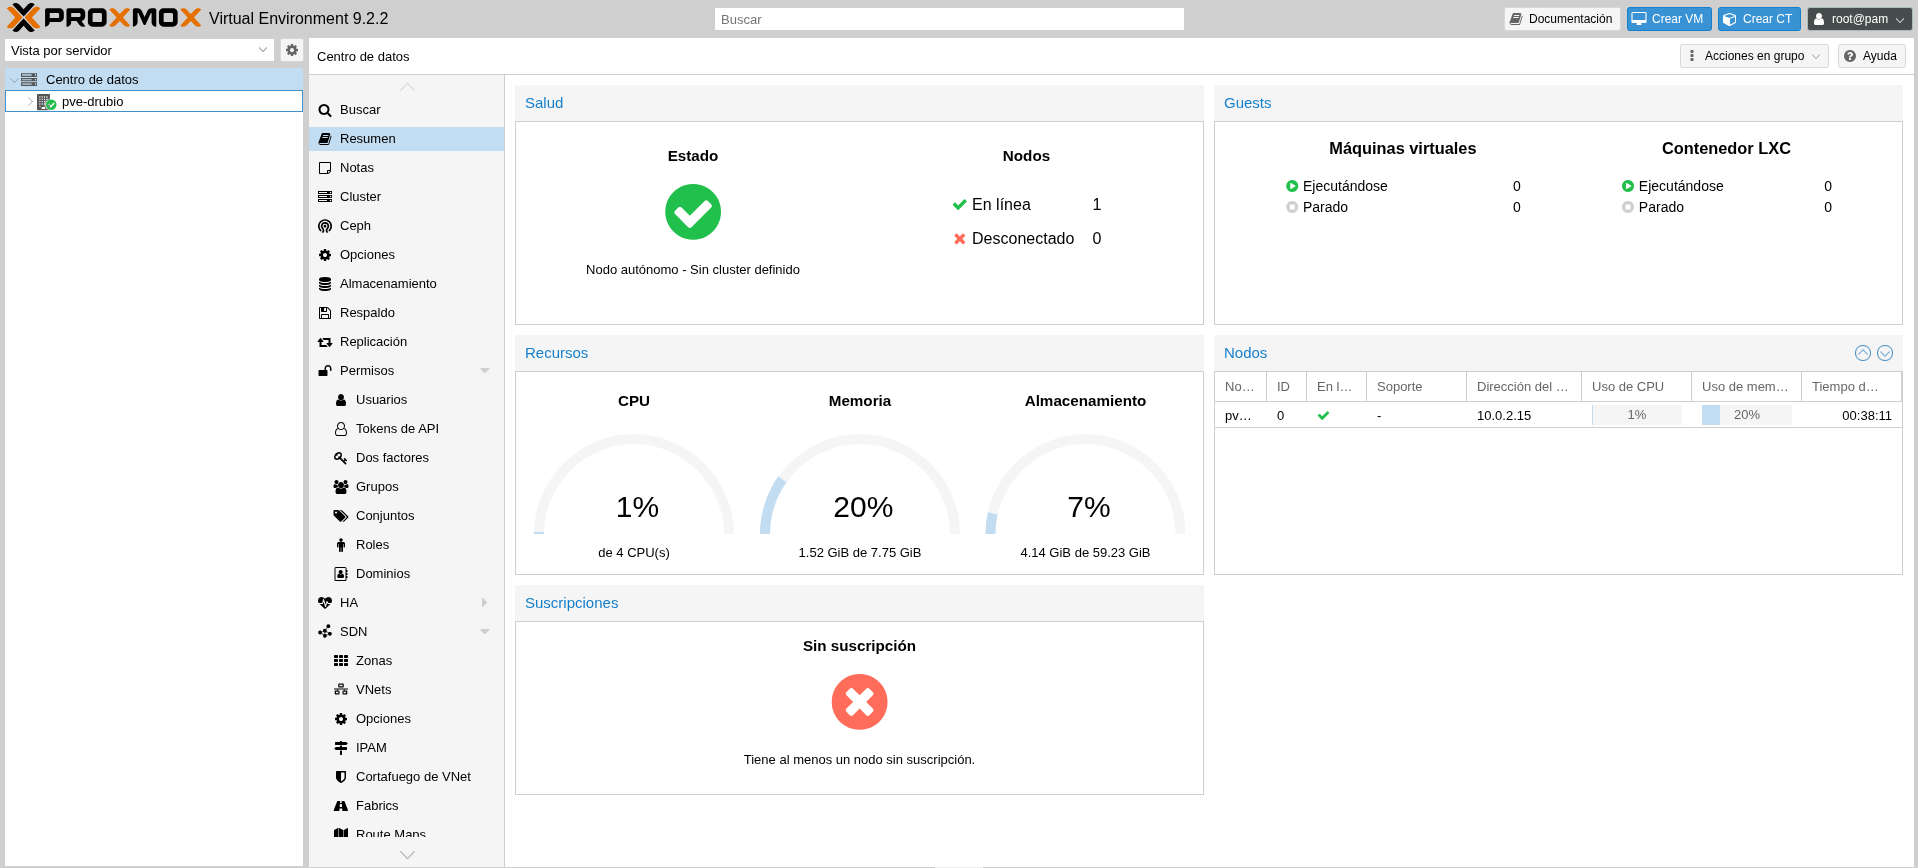 PROXMOX Virtual Environment 9.2.2
Buscar
Documentación
Crear VM
Crear CT
root@pam
Vista por servidor
Centro de datos
pve-drubio
Centro de datos
Acciones en grupo
Ayuda
Buscar
Resumen
Notas
Cluster
Ceph
Opciones
Almacenamiento
Respaldo
Replicación
Permisos
Usuarios
Tokens de API
Dos factores
Grupos
Conjuntos
Roles
Dominios
HA
SDN
Zonas
VNets
Opciones
IPAM
Cortafuego de VNet
Fabrics
Route Maps
Salud
Estado
Nodo autónomo - Sin cluster definido
Nodos
En línea 1
Desconectado 0
Guests
Máquinas virtuales
Ejecutándose 0
Parado 0
Contenedor LXC
Ejecutándose 0
Parado 0
Recursos
CPU
1%
de 4 CPU(s)
Memoria
20%
1.52 GiB de 7.75 GiB
Almacenamiento
7%
4.14 GiB de 59.23 GiB
Nodos
No... ID En l... Soporte Dirección del ... Uso de CPU Uso de mem... Tiempo d...
pv... 0 - 10.0.2.15 1% 20% 00:38:11
Suscripciones
Sin suscripción
Tiene al menos un nodo sin suscripción.